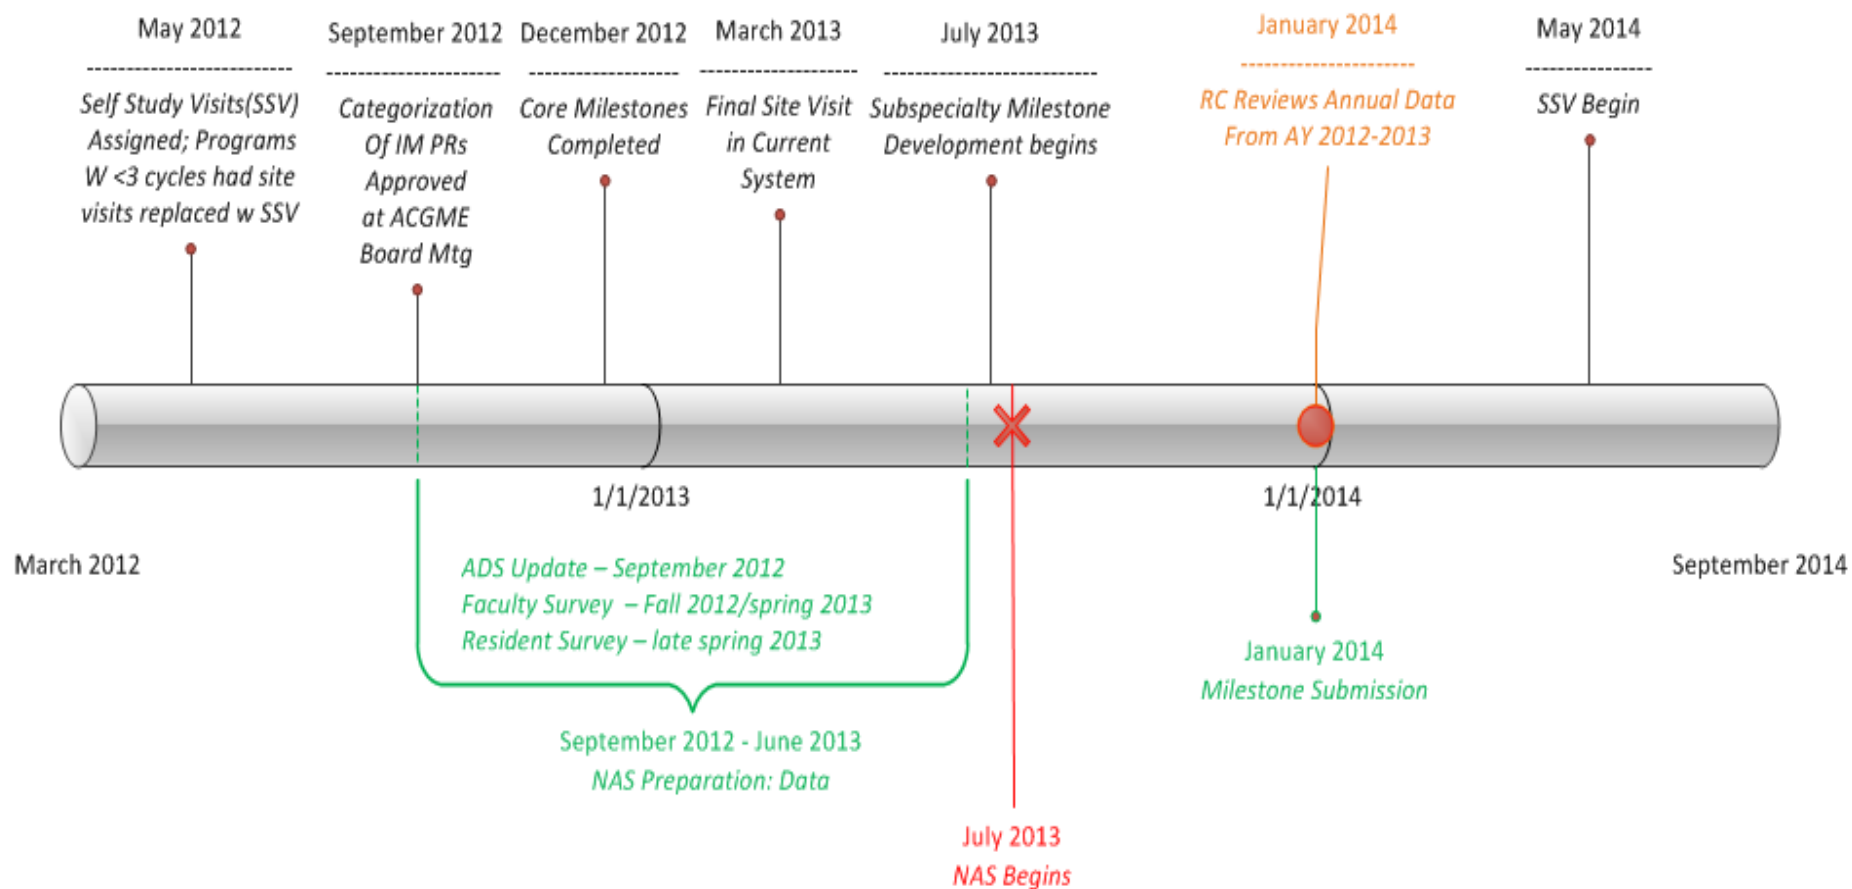 May 2012
Self Study Visits(SSV)
Assigned; Programs
W <3 cycles had site
visits replaced w SSV
September 2012
Categorization
Of IM PRs
Approved
at ACGME
Board Mtg
December 2012
Core Milestones
Completed
March 2013
Final Site Visit
in Current
System
July 2013
Subspecialty Milestone
Development begins
January 2014
RC Reviews Annual Data
From AY 2012-2013
May 2014
SSV Begin
1/1/2013
1/1/2014
March 2012
September 2014
ADS Update – September 2012
Faculty Survey – Fall 2012/spring 2013
Resident Survey – late spring 2013
September 2012 - June 2013
NAS Preparation: Data
January 2014
Milestone Submission
July 2013
NAS Begins